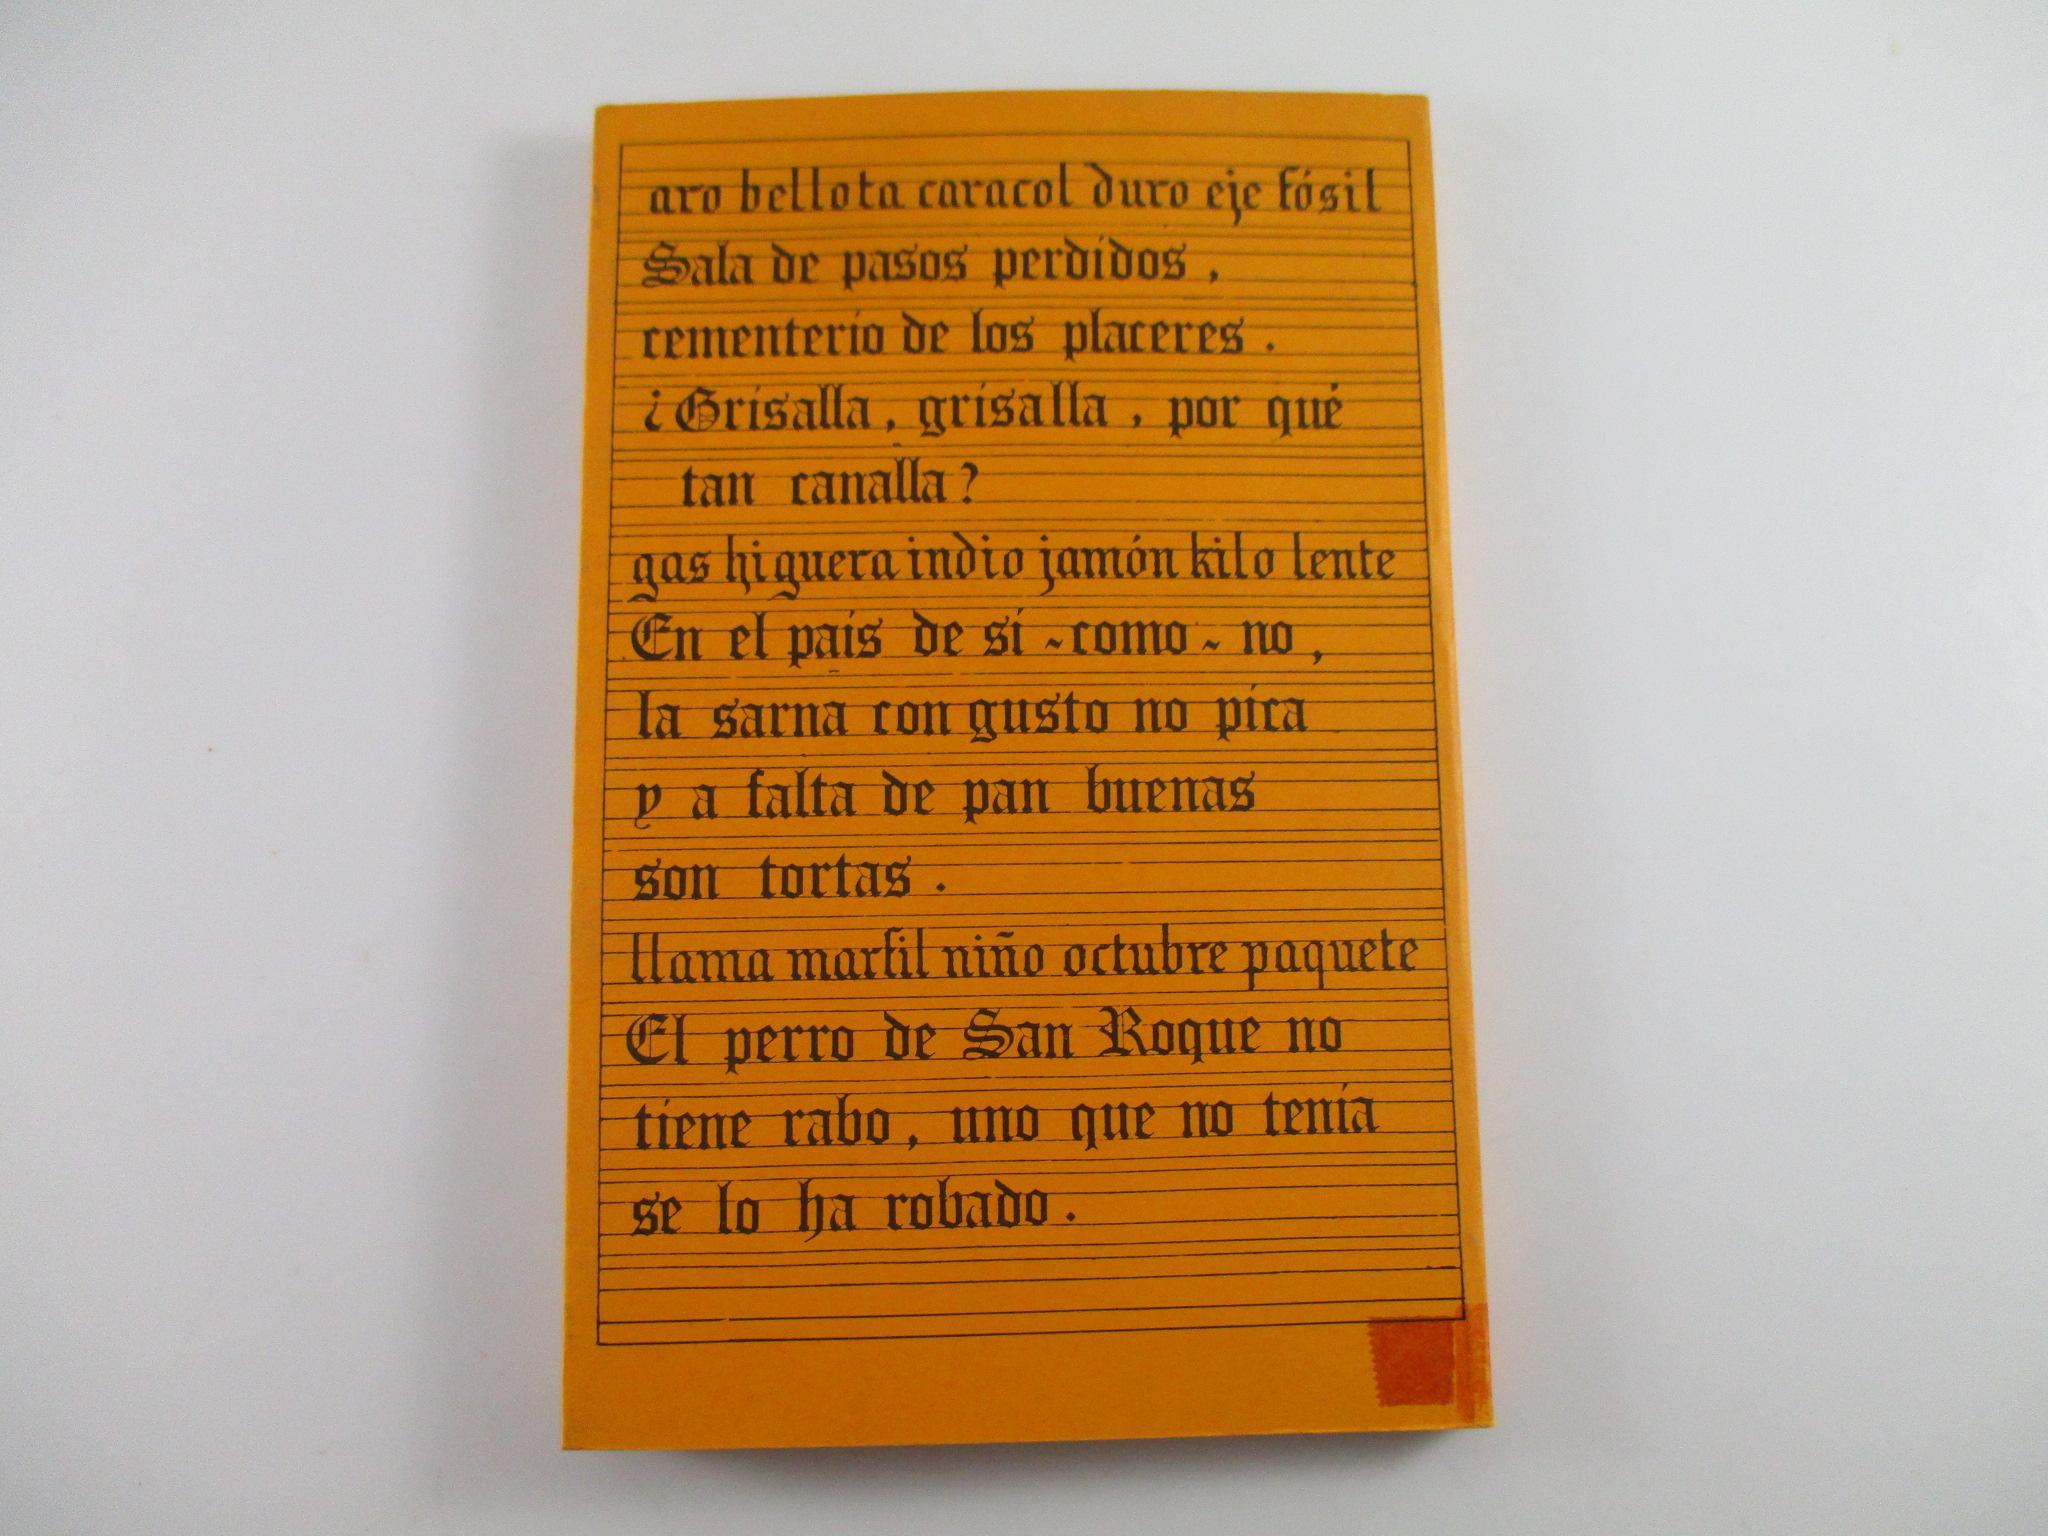 aro bellota caracol duro eje fósil
Sala de pasos perdidos,
cementerio de los placeres.
¿Grisalla, grisalla, por qué
tan canalla?
gas higuera indio jamón kilo lente
En el país de sí-como-no,
la sarna con gusto no pica
y a falta de pan buenas
son tortas.
llama marfil niño octubre paquete
El perro de San Roque no
tiene rabo, uno que no tenía
se lo ha robado.